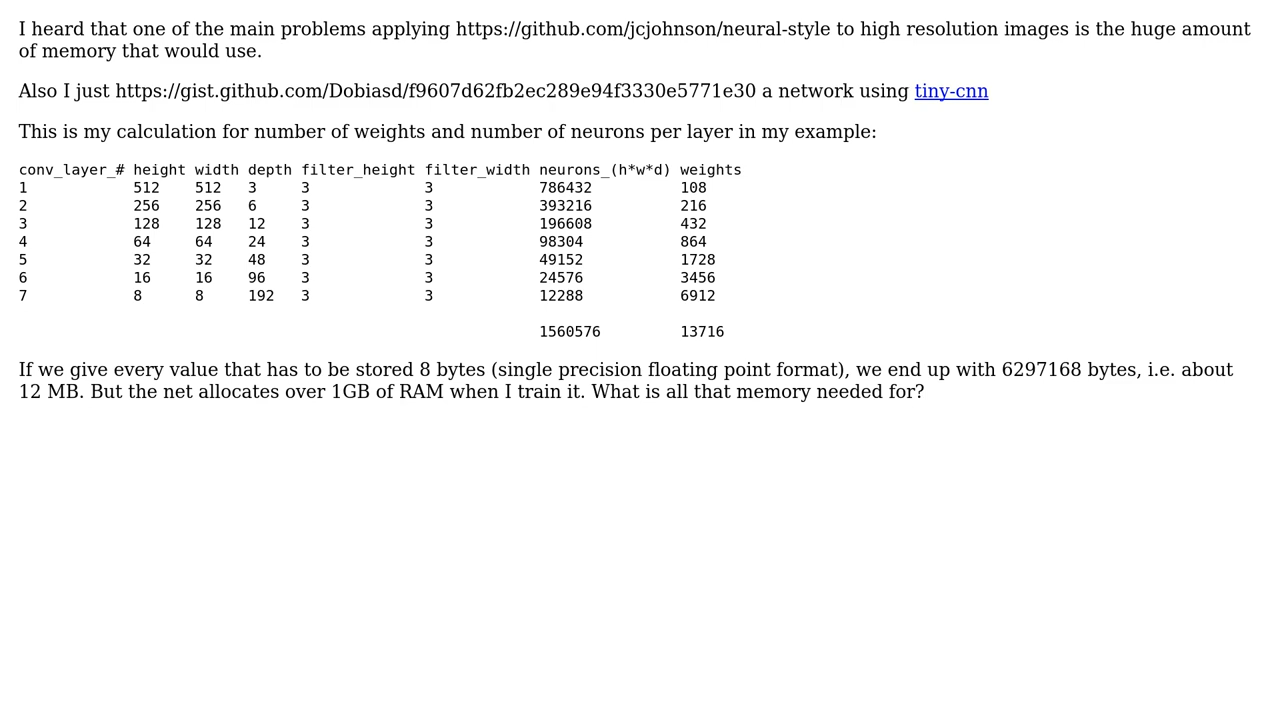 I heard that one of the main problems applying https://github.com/jcjohnson/neural-style to high resolution images is the huge amount
of memory that would use.
Also I just https://gist.github.com/Dobiasd/f9607d62fb2ec289e94f3330e5771e30 a network using tiny-cnn
This is my calculation for number of weights and number of neurons per layer in my example:
conv_layer_# height width depth filter_height filter_width neurons_(h*w*d) weights
1 512 512 3 3 3 786432 108
2 256 256 6 3 3 393216 216
3 128 128 12 3 3 196608 432
4 64 64 24 3 3 98304 864
5 32 32 48 3 3 49152 1728
6 16 16 96 3 3 24576 3456
7 8 8 192 3 3 12288 6912
1560576 13716
If we give every value that has to be stored 8 bytes (single precision floating point format), we end up with 6297168 bytes, i.e. about
12 MB. But the net allocates over 1GB of RAM when I train it. What is all that memory needed for?